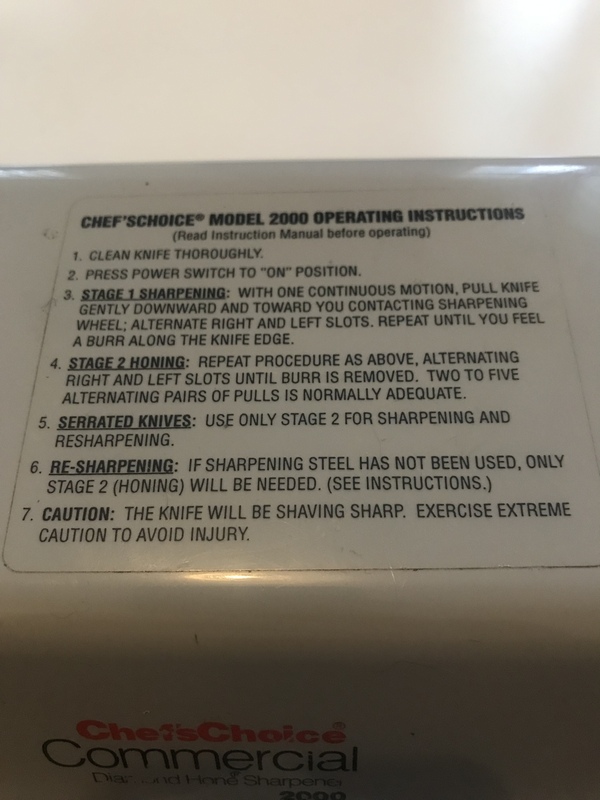 CHEF'SCHOICE® MODEL 2000 OPERATING INSTRUCTIONS
(Read Instruction Manual before operating)
1. CLEAN KNIFE THOROUGHLY.
2. PRESS POWER SWITCH TO "ON" POSITION.
3. STAGE 1 SHARPENING: WITH ONE CONTINUOUS MOTION, PULL KNIFE
GENTLY DOWNWARD AND TOWARD YOU CONTACTING SHARPENING
WHEEL; ALTERNATE RIGHT AND LEFT SLOTS. REPEAT UNTIL YOU FEEL
A BURR ALONG THE KNIFE EDGE.
4. STAGE 2 HONING: REPEAT PROCEDURE AS ABOVE, ALTERNATING
RIGHT AND LEFT SLOTS UNTIL BURR IS REMOVED. TWO TO FIVE
ALTERNATING PAIRS OF PULLS IS NORMALLY ADEQUATE.
5. SERRATED KNIVES: USE ONLY STAGE 2 FOR SHARPENING AND
RESHARPENING.
6. RE-SHARPENING: IF SHARPENING STEEL HAS NOT BEEN USED, ONLY
STAGE 2 (HONING) WILL BE NEEDED. (SEE INSTRUCTIONS.)
7. CAUTION: THE KNIFE WILL BE SHAVING SHARP. EXERCISE EXTREME
CAUTION TO AVOID INJURY.
Chef'sChoice®
Commercial
Diamond Hone® Sharpener
2000